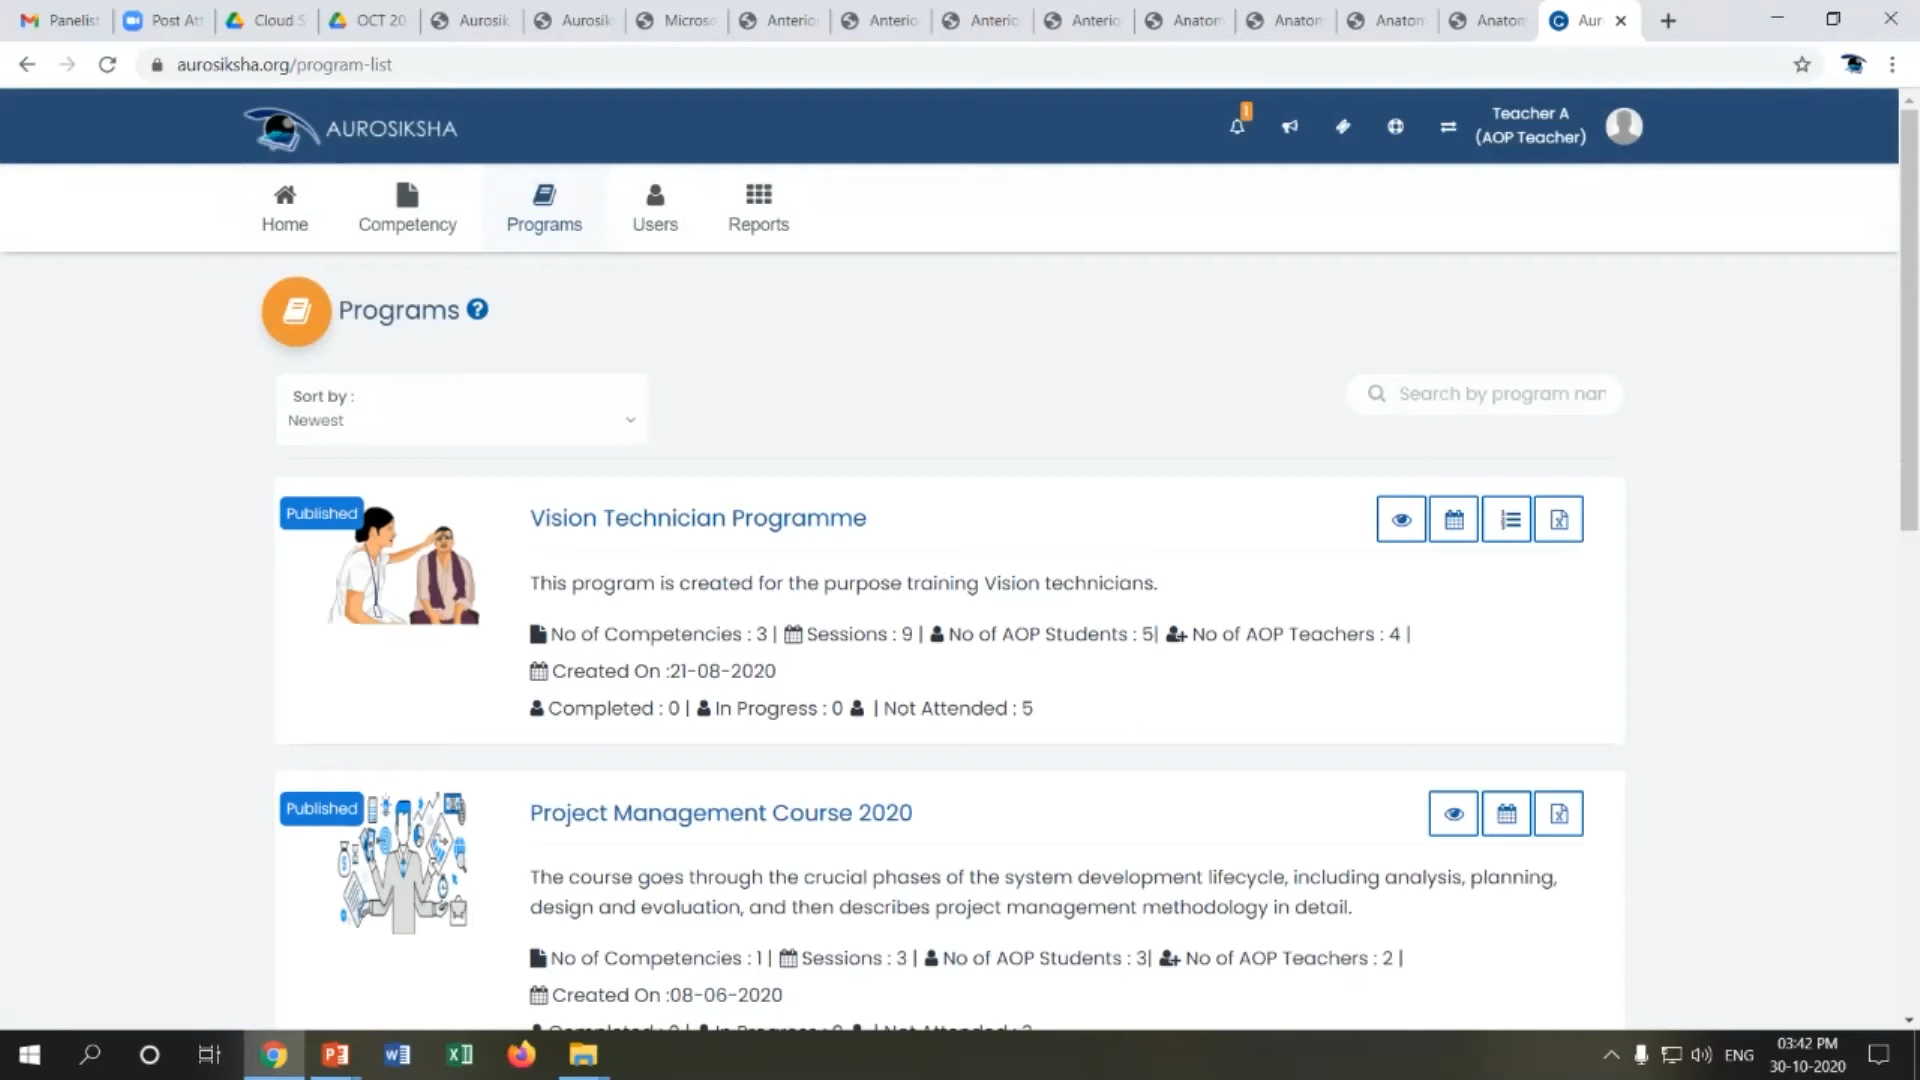 Panelist
Post Att
Cloud S
OCT 20
Aurosik
Aurosik
Microso
Anterio
Anterio
Anterio
Anterio
Anatom
Anatom
Anatom
Anatom
Aur
aurosiksha.org/program-list
AUROSIKSHA
1
Teacher A
(AOP Teacher)
Home
Competency
Programs
Users
Reports
Programs
Sort by :
Newest
Search by program nar
Published
Vision Technician Programme
This program is created for the purpose training Vision technicians.
No of Competencies : 3 | Sessions : 9 | No of AOP Students : 5| No of AOP Teachers : 4 |
Created On :21-08-2020
Completed : 0 | In Progress : 0 | Not Attended : 5
Published
Project Management Course 2020
The course goes through the crucial phases of the system development lifecycle, including analysis, planning,
design and evaluation, and then describes project management methodology in detail.
No of Competencies : 1 | Sessions : 3 | No of AOP Students : 3| No of AOP Teachers : 2 |
Created On :08-06-2020
ENG
03:42 PM
30-10-2020